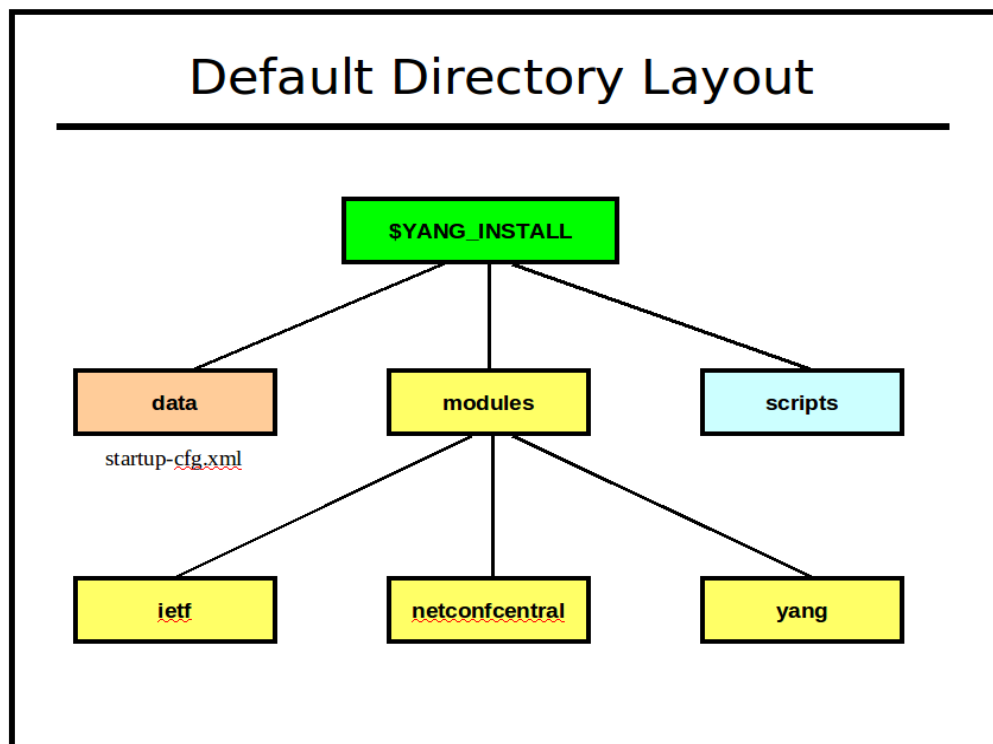 Default Directory Layout
$YANG_INSTALL
data
modules
scripts
startup-cfg.xml
ietf
netconfcentral
yang